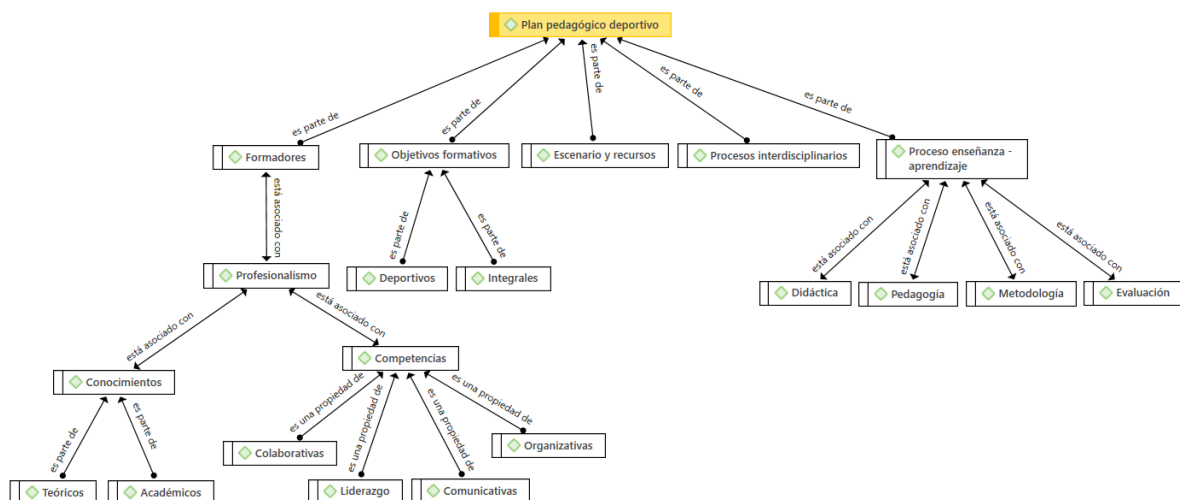 Plan pedagógico deportivo
es parte de
es parte de
es parte de
es parte de
es parte de
Formadores
Objetivos formativos
Escenario y recursos
Procesos interdisciplinarios
Proceso enseñanza -
aprendizaje
está asociado con
es parte de
es parte de
está asociado con
está asociado con
está asociado con
está asociado con
Profesionalismo
Deportivos
Integrales
Didáctica
Pedagogía
Metodología
Evaluación
está asociado con
está asociado con
Conocimientos
Competencias
es parte de
es parte de
es una propiedad de
es una propiedad de
es una propiedad de
es una propiedad de
Colaborativas
Organizativas
Teóricos
Académicos
Liderazgo
Comunicativas